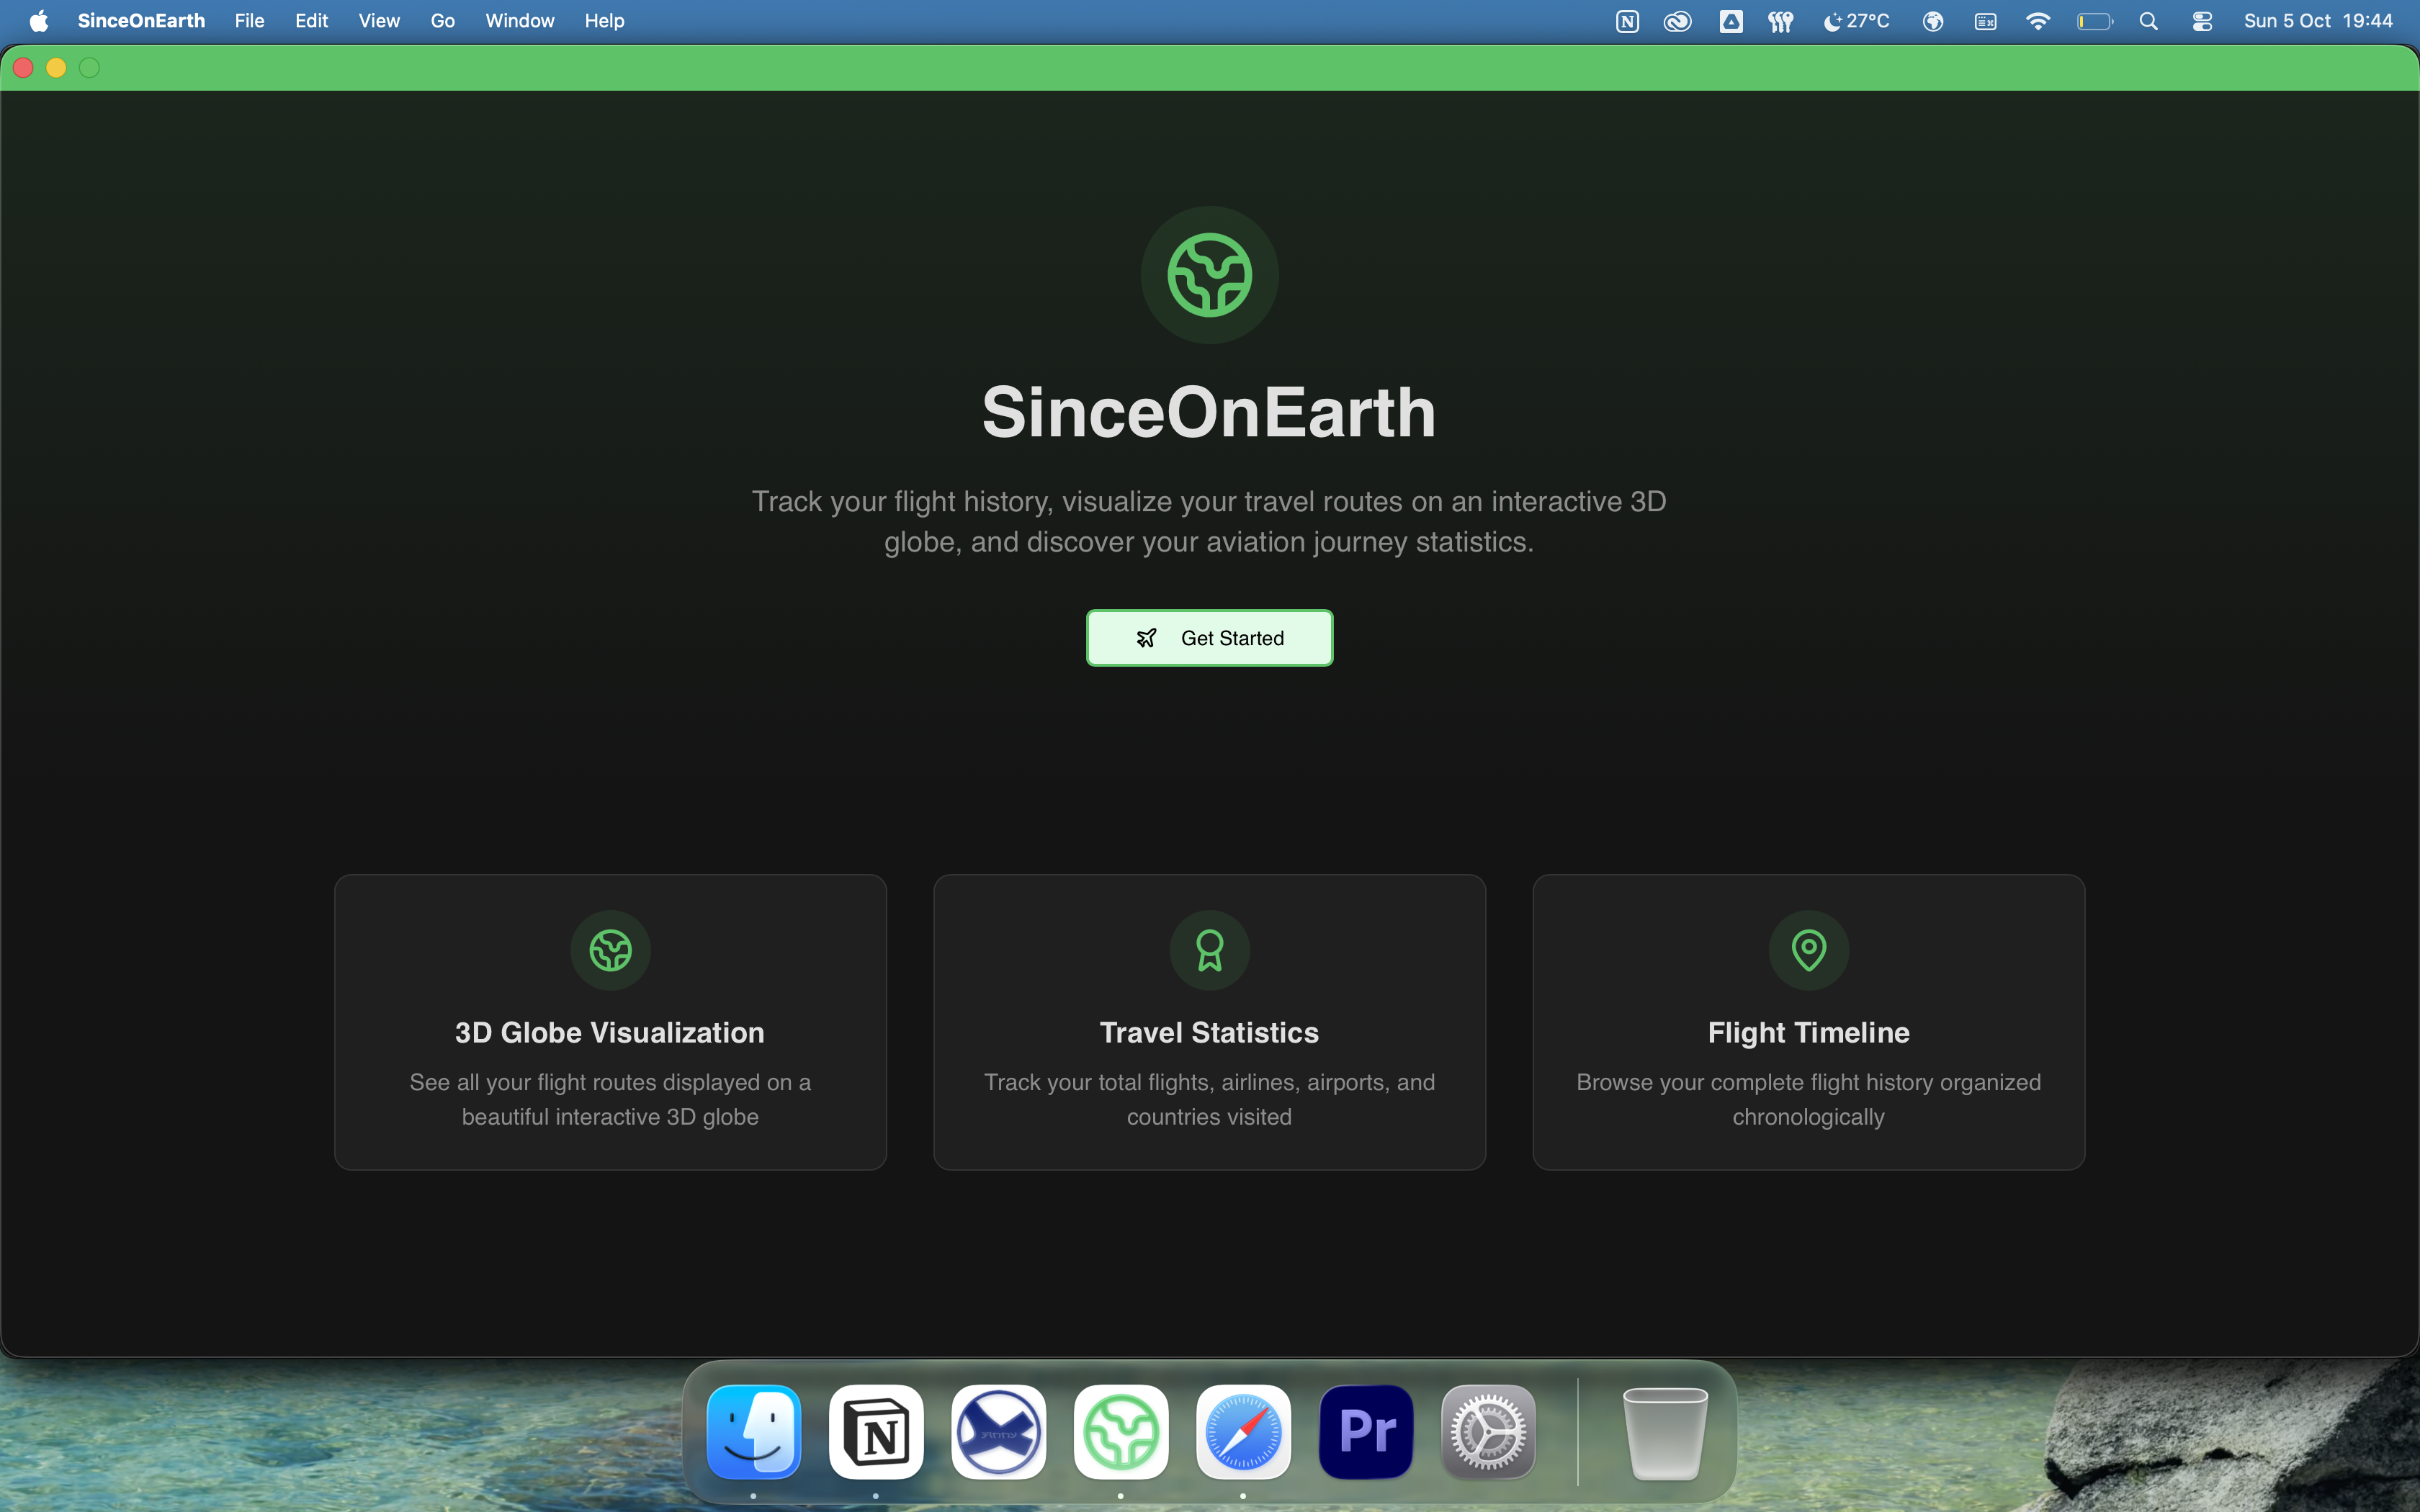 SinceOnEarth File Edit View Go Window Help 27°C Sun 5 Oct 19:44
SinceOnEarth
Track your flight history, visualize your travel routes on an interactive 3D
globe, and discover your aviation journey statistics.
Get Started
3D Globe Visualization
See all your flight routes displayed on a
beautiful interactive 3D globe
Travel Statistics
Track your total flights, airlines, airports, and
countries visited
Flight Timeline
Browse your complete flight history organized
chronologically
N
Pr